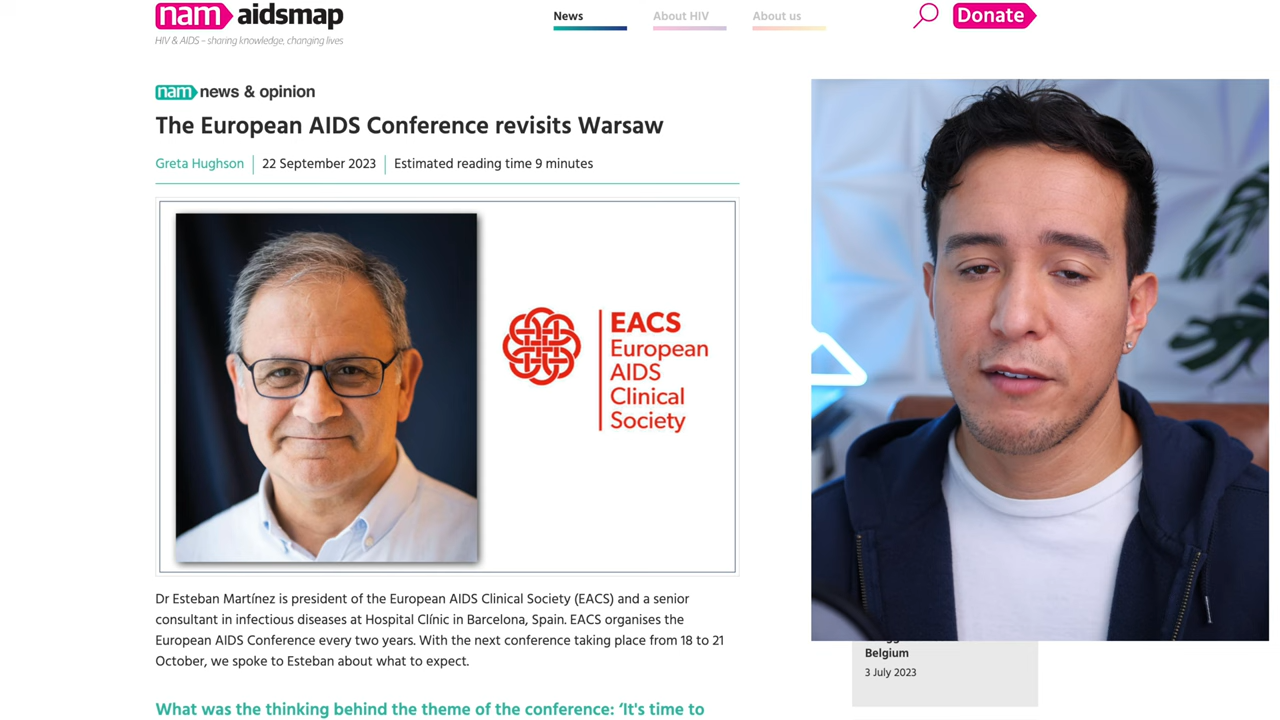 nam aidsmap
HIV & AIDS – sharing knowledge, changing lives
News
About HIV
About us
Donate
nam news & opinion
The European AIDS Conference revisits Warsaw
Greta Hughson
22 September 2023
Estimated reading time 9 minutes
EACS
European
AIDS
Clinical
Society
Dr Esteban Martínez is president of the European AIDS Clinical Society (EACS) and a senior
consultant in infectious diseases at Hospital Clínic in Barcelona, Spain. EACS organises the
European AIDS Conference every two years. With the next conference taking place from 18 to 21
October, we spoke to Esteban about what to expect.
What was the thinking behind the theme of the conference: ‘It's time to
Belgium
3 July 2023